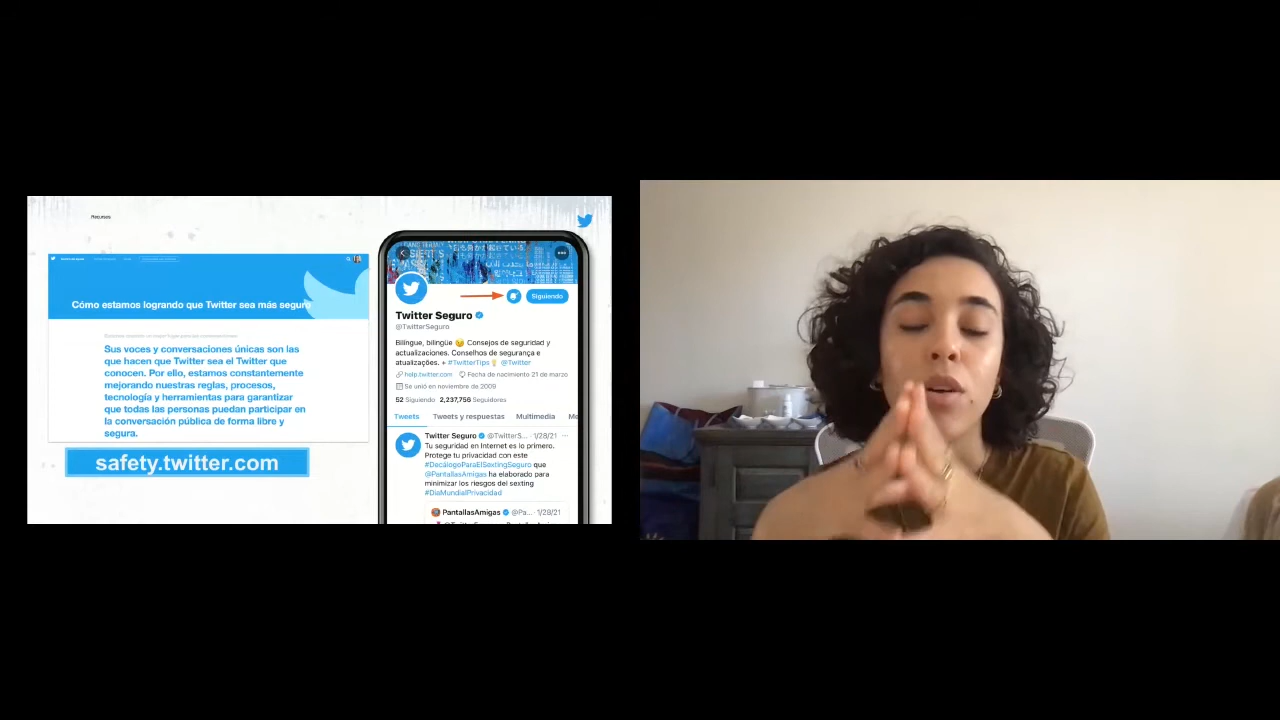 Recursos
Cómo estamos logrando que Twitter sea más seguro
Sus voces y conversaciones únicas son las
que hacen que Twitter sea el Twitter que
conocen. Por ello, estamos constantemente
mejorando nuestras reglas, procesos,
tecnología y herramientas para garantizar
que todas las personas puedan participar en
la conversación pública de forma libre y
segura.
safety.twitter.com
Siguiendo
Twitter Seguro
@TwitterSeguro
Bilíngue, bilingüe 😉 Consejos de seguridad y
actualizaciones. Conselhos de segurança e
atualizações. + #TwitterTips💡 @Twitter
help.twitter.com Fecha de nacimiento 21 de marzo
Se unió en noviembre de 2009
52 Siguiendo 2,237,756 Seguidores
Tweets Tweets y respuestas Multimedia Me
Twitter Seguro @TwitterS... · 1/28/21 ...
Tu seguridad en Internet es lo primero.
Protege tu privacidad con este
#DecálogoParaElSextingSeguro que
@PantallasAmigas ha elaborado para
minimizar los riesgos del sexting
#DíaMundialPrivacidad
PantallasAmigas @Pa... · 1/28/21